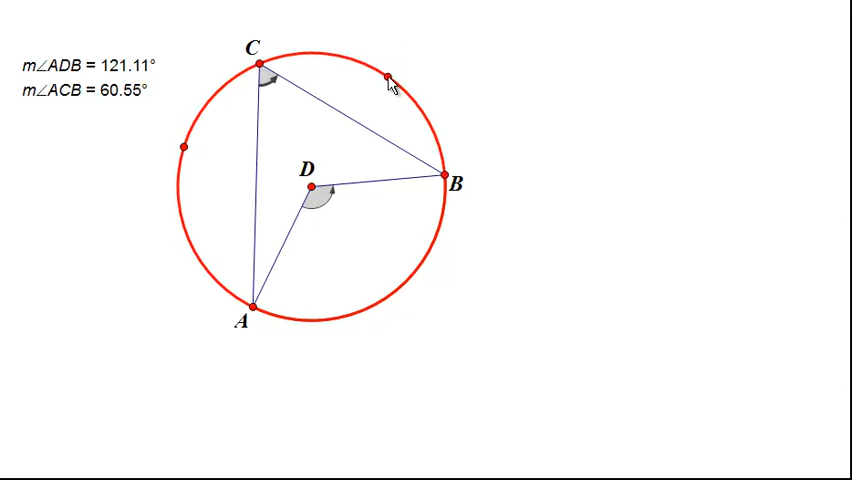 C
m∠ADB = 121.11°
m∠ACB = 60.55°
D
B
A